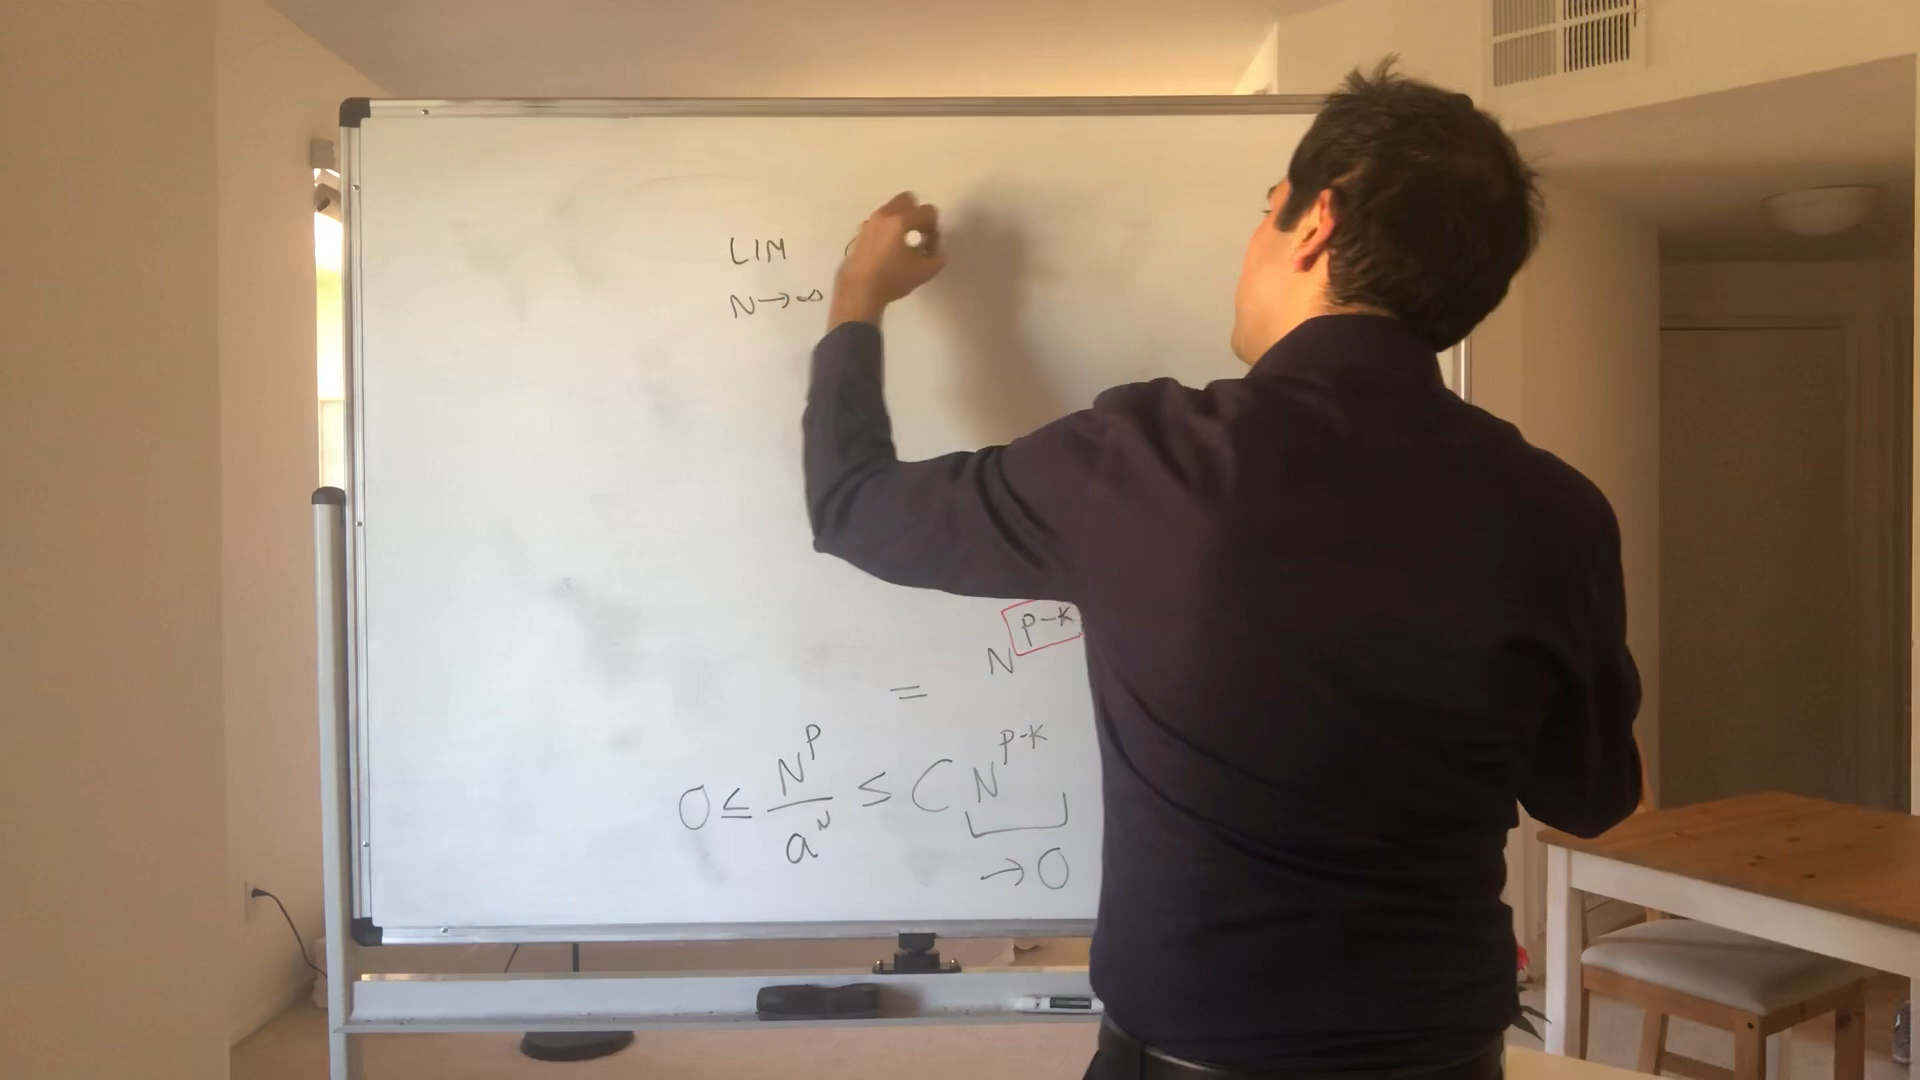 LIM
N→∞
N^{P-K}
=
0 ≤ N^P / a^N ≤ C N^{P-K}
→ 0